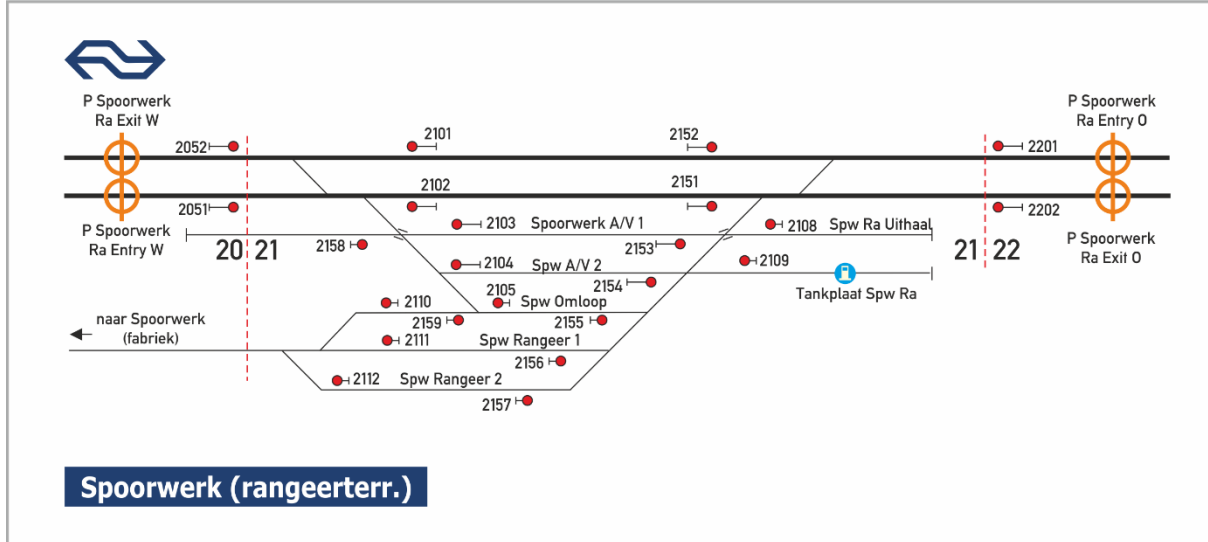 P Spoorwerk
Ra Exit W
P Spoorwerk
Ra Entry O
2052
2101
2152
2201
2051
2102
2151
2202
P Spoorwerk
Ra Entry W
2103
Spoorwerk A/V 1
2108
Spw Ra Uithaal
P Spoorwerk
Ra Exit O
20
21
2158
2153
21
22
2104
Spw A/V 2
2109
2154
Tankplaat Spw Ra
2110
2105
Spw Omloop
naar Spoorwerk
(fabriek)
2159
2155
2111
Spw Rangeer 1
2156
2112
Spw Rangeer 2
2157
Spoorwerk (rangeerterr.)